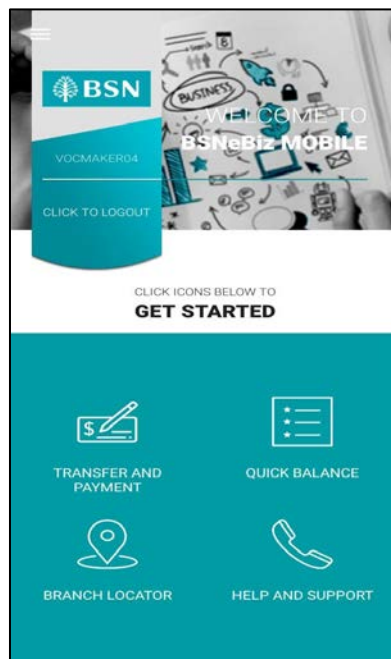 BSN
BUSINESS
WELCOME TO
BSNeBiz MOBILE
VOCMAKER04
CLICK TO LOGOUT
CLICK ICONS BELOW TO
GET STARTED
$
TRANSFER AND
PAYMENT
QUICK BALANCE
BRANCH LOCATOR
HELP AND SUPPORT